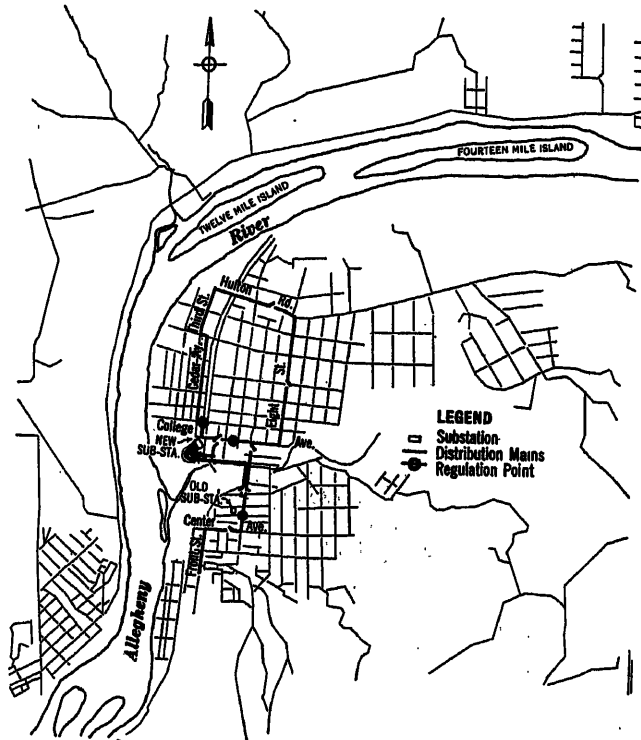 FOURTEEN MILE ISLAND
TWELVE MILE ISLAND
River
Hulton
Rd.
Third St.
Cedar Av.
Eight St.
College
Ave.
NEW
SUB-STA.
OLD
SUB-STA.
Center
Ave.
Front St.
Allegheny
LEGEND
Substation
Distribution Mains
Regulation Point